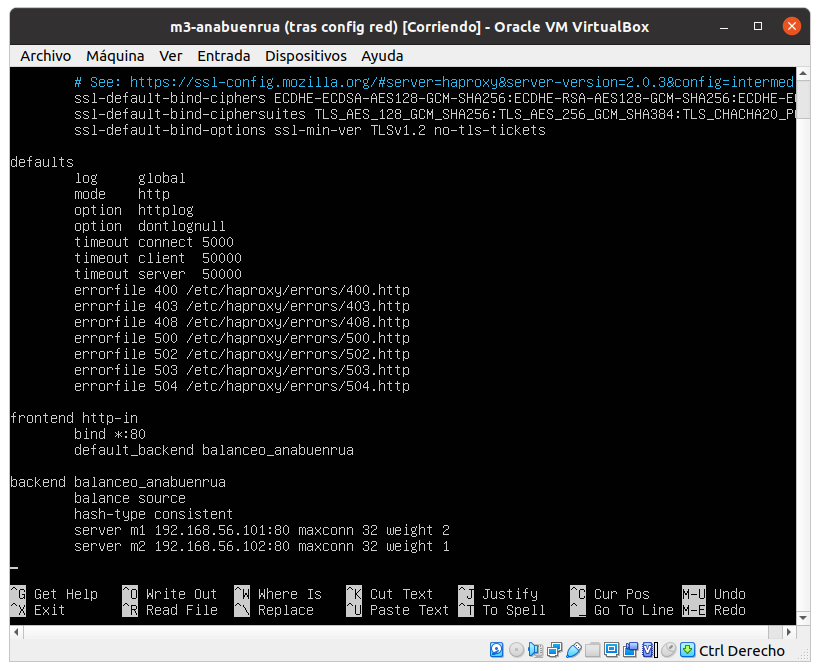 m3-anabuenrua (tras config red) [Corriendo] - Oracle VM VirtualBox
Archivo Máquina Ver Entrada Dispositivos Ayuda
# See: https://ssl-config.mozilla.org/#server=haproxy&server-version=2.0.3&config=intermed
ssl-default-bind-ciphers ECDHE-ECDSA-AES128-GCM-SHA256:ECDHE-RSA-AES128-GCM-SHA256:ECDHE-E
ssl-default-bind-ciphersuites TLS_AES_128_GCM_SHA256:TLS_AES_256_GCM_SHA384:TLS_CHACHA20_P
ssl-default-bind-options ssl-min-ver TLSv1.2 no-tls-tickets
defaults
log global
mode http
option httplog
option dontlognull
timeout connect 5000
timeout client 50000
timeout server 50000
errorfile 400 /etc/haproxy/errors/400.http
errorfile 403 /etc/haproxy/errors/403.http
errorfile 408 /etc/haproxy/errors/408.http
errorfile 500 /etc/haproxy/errors/500.http
errorfile 502 /etc/haproxy/errors/502.http
errorfile 503 /etc/haproxy/errors/503.http
errorfile 504 /etc/haproxy/errors/504.http
frontend http-in
bind *:80
default_backend balanceo_anabuenrua
backend balanceo_anabuenrua
balance source
hash-type consistent
server m1 192.168.56.101:80 maxconn 32 weight 2
server m2 192.168.56.102:80 maxconn 32 weight 1
^G Get Help ^O Write Out ^W Where Is ^K Cut Text ^J Justify ^C Cur Pos M-U Undo
^X Exit ^R Read File ^\ Replace ^U Paste Text ^T To Spell ^_ Go To Line M-E Redo
Ctrl Derecho